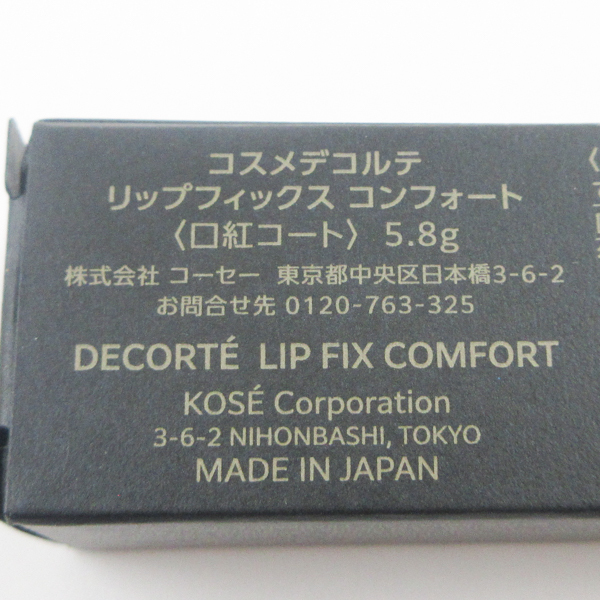 コスメデコルテ
リップフィックス コンフォート
〈口紅コート〉 5.8g
株式会社 コーセー 東京都中央区日本橋3-6-2
お問合せ先 0120-763-325
DECORTÉ LIP FIX COMFORT
KOSÉ Corporation
3-6-2 NIHONBASHI, TOKYO
MADE IN JAPAN